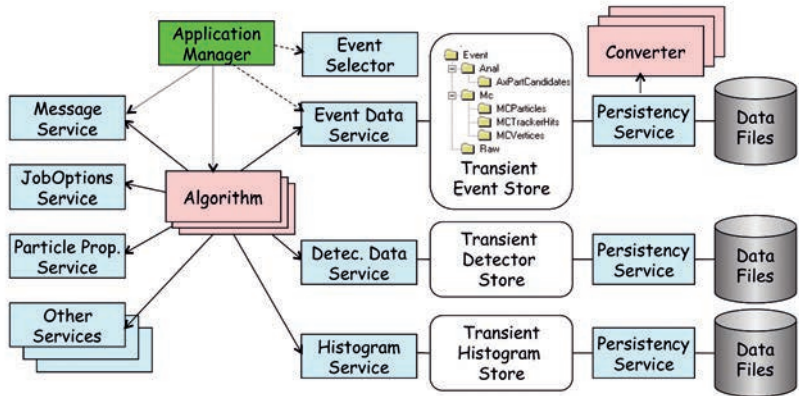 Application
Manager
Event
Selector
Converter
Message
Service
Event Data
Service
Event
Anal
AxPartCandidates
Mc
MCParticles
MCTrackerHits
MCVertices
Raw
Transient
Event Store
Persistency
Service
Data
Files
JobOptions
Service
Algorithm
Particle Prop.
Service
Detec. Data
Service
Transient
Detector
Store
Persistency
Service
Data
Files
Other
Services
Histogram
Service
Transient
Histogram
Store
Persistency
Service
Data
Files